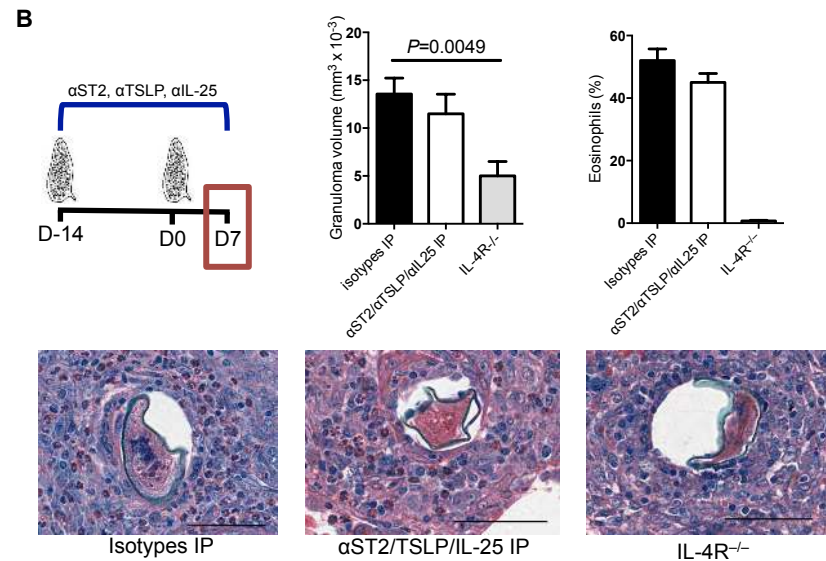 B
αST2, αTSLP, αIL-25
D-14
D0
D7
Granuloma volume (mm³ x 10⁻³)
20
15
10
5
0
P=0.0049
isotypes IP
αST2/αTSLP/αIL25 IP
IL-4R-/-
Eosinophils (%)
60
40
20
0
Isotypes IP
αST2/αTSLP/αIL25 IP
IL-4R⁻/⁻
Isotypes IP
αST2/TSLP/IL-25 IP
IL-4R⁻/⁻